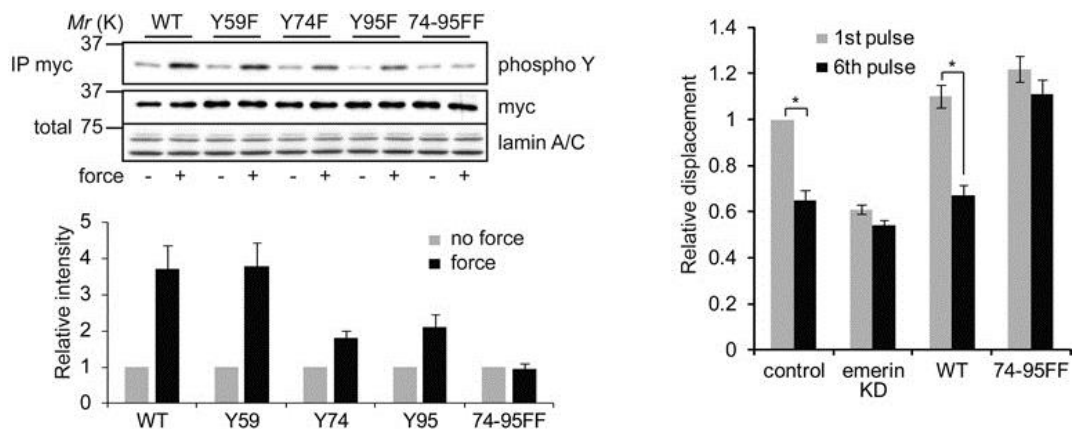 Mr (K) WT Y59F Y74F Y95F 74-95FF
37
IP myc phospho Y
37
myc
total 75
lamin A/C
force - + - + - + - + - +
Relative intensity
5
4
3
2
1
0
no force
force
WT Y59 Y74 Y95 74-95FF
Relative displacement
1.4
1.2
1
0.8
0.6
0.4
0.2
0
1st pulse
6th pulse
*
*
control emerin WT 74-95FF
KD